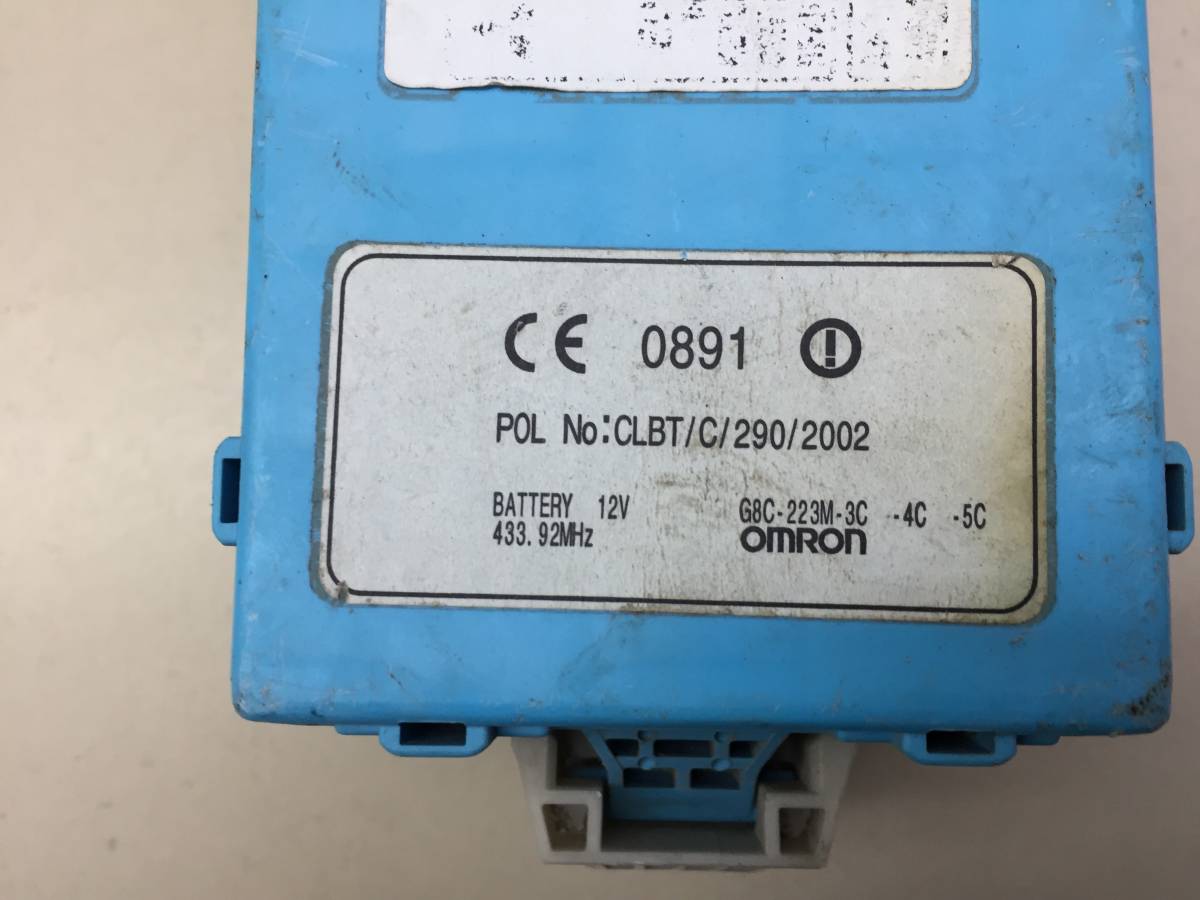 CE 0891
POL No:CLBT/C/290/2002
BATTERY 12V G8C-223M-3C -4C -5C
433.92MHz OMRON